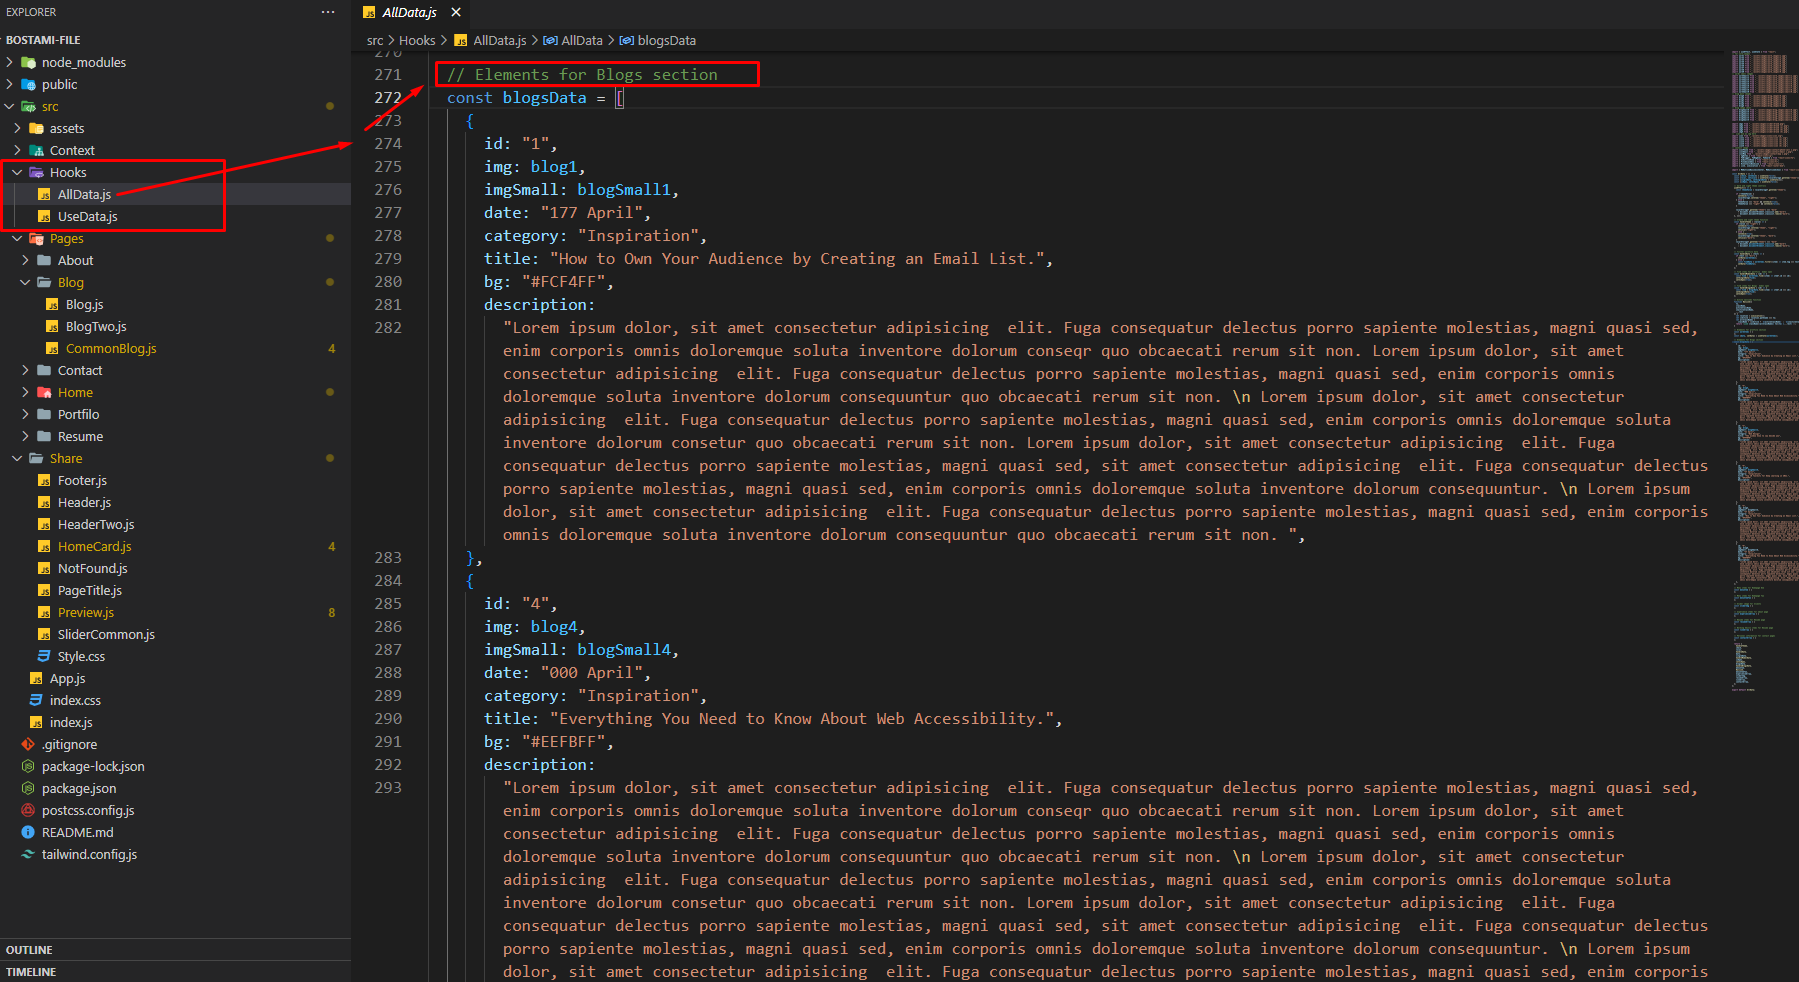 EXPLORER
BOSTAMI-FILE
node_modules
public
src
assets
Context
Hooks
AllData.js
UseData.js
Pages
About
Blog
Blog.js
BlogTwo.js
CommonBlog.js 4
Contact
Home
Portfilo
Resume
Share
Footer.js
Header.js
HeaderTwo.js
HomeCard.js 4
NotFound.js
PageTitle.js
Preview.js 8
SliderCommon.js
Style.css
App.js
index.css
index.js
.gitignore
package-lock.json
package.json
postcss.config.js
README.md
tailwind.config.js
OUTLINE
TIMELINE
AllData.js
src > Hooks > AllData.js > AllData > blogsData
270
271 // Elements for Blogs section
272 const blogsData = [
273 {
274 id: "1",
275 img: blog1,
276 imgSmall: blogSmall1,
277 date: "177 April",
278 category: "Inspiration",
279 title: "How to Own Your Audience by Creating an Email List.",
280 bg: "#FCF4FF",
281 description:
282 "Lorem ipsum dolor, sit amet consectetur adipisicing  elit. Fuga consequatur delectus porro sapiente molestias, magni quasi sed,
enim corporis omnis doloremque soluta inventore dolorum conseqr quo obcaecati rerum sit non. Lorem ipsum dolor, sit amet
consectetur adipisicing  elit. Fuga consequatur delectus porro sapiente molestias, magni quasi sed, enim corporis omnis
doloremque soluta inventore dolorum consequuntur quo obcaecati rerum sit non. \n Lorem ipsum dolor, sit amet consectetur
adipisicing  elit. Fuga consequatur delectus porro sapiente molestias, magni quasi sed, enim corporis omnis doloremque soluta
inventore dolorum consetur quo obcaecati rerum sit non. Lorem ipsum dolor, sit amet consectetur adipisicing  elit. Fuga
consequatur delectus porro sapiente molestias, magni quasi sed, sit amet consectetur adipisicing  elit. Fuga consequatur delectus
porro sapiente molestias, magni quasi sed, enim corporis omnis doloremque soluta inventore dolorum consequuntur. \n Lorem ipsum
dolor, sit amet consectetur adipisicing  elit. Fuga consequatur delectus porro sapiente molestias, magni quasi sed, enim corporis
omnis doloremque soluta inventore dolorum consequuntur quo obcaecati rerum sit non. ",
283 },
284 {
285 id: "4",
286 img: blog4,
287 imgSmall: blogSmall4,
288 date: "000 April",
289 category: "Inspiration",
290 title: "Everything You Need to Know About Web Accessibility.",
291 bg: "#EEFBFF",
292 description:
293 "Lorem ipsum dolor, sit amet consectetur adipisicing  elit. Fuga consequatur delectus porro sapiente molestias, magni quasi sed,
enim corporis omnis doloremque soluta inventore dolorum conseqr quo obcaecati rerum sit non. Lorem ipsum dolor, sit amet
consectetur adipisicing  elit. Fuga consequatur delectus porro sapiente molestias, magni quasi sed, enim corporis omnis
doloremque soluta inventore dolorum consequuntur quo obcaecati rerum sit non. \n Lorem ipsum dolor, sit amet consectetur
adipisicing  elit. Fuga consequatur delectus porro sapiente molestias, magni quasi sed, enim corporis omnis doloremque soluta
inventore dolorum consetur quo obcaecati rerum sit non. Lorem ipsum dolor, sit amet consectetur adipisicing  elit. Fuga
consequatur delectus porro sapiente molestias, magni quasi sed, sit amet consectetur adipisicing  elit. Fuga consequatur delectus
porro sapiente molestias, magni quasi sed, enim corporis omnis doloremque soluta inventore dolorum consequuntur. \n Lorem ipsum
dolor, sit amet consectetur adipisicing  elit. Fuga consequatur delectus porro sapiente molestias, magni quasi sed, enim corporis